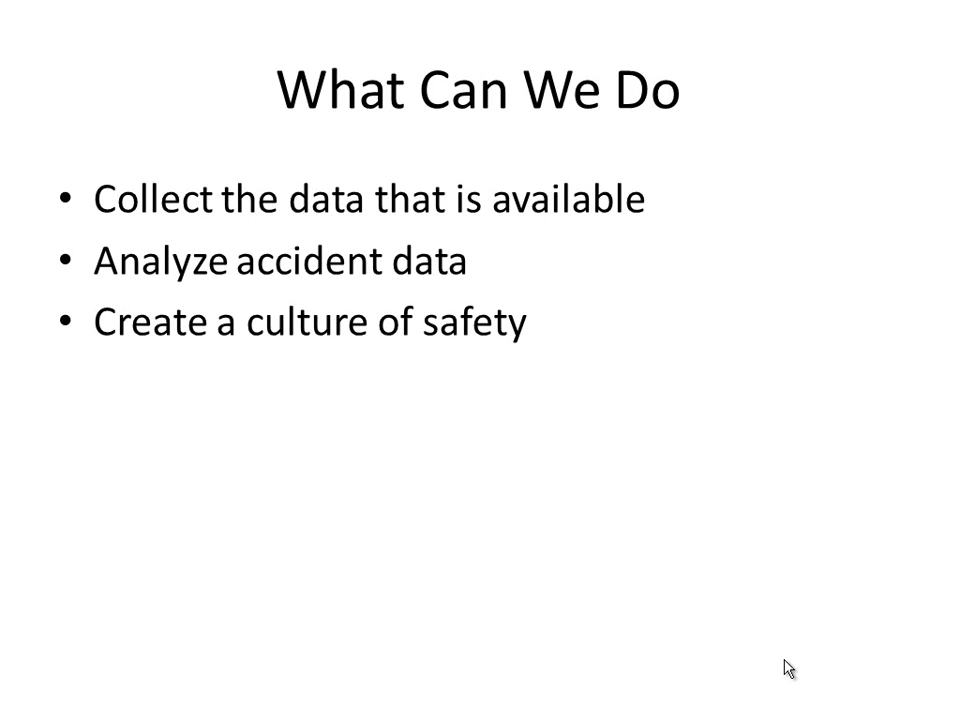 What Can We Do
• Collect the data that is available
• Analyze accident data
• Create a culture of safety